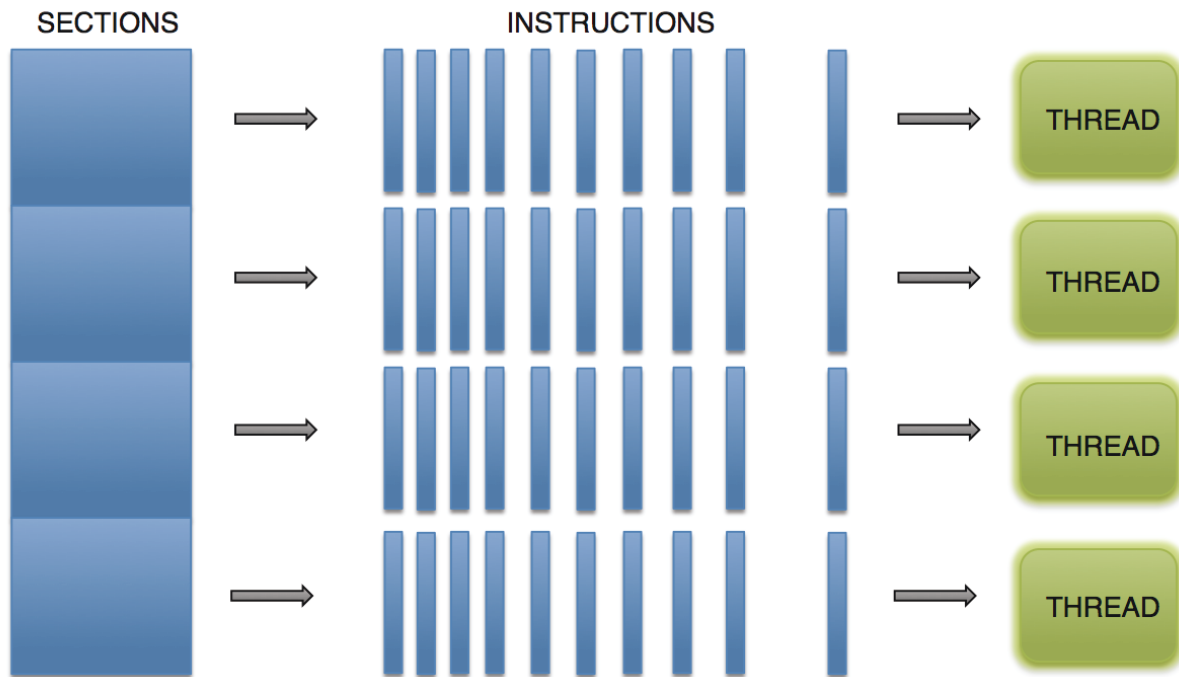 SECTIONS
INSTRUCTIONS
THREAD
THREAD
THREAD
THREAD